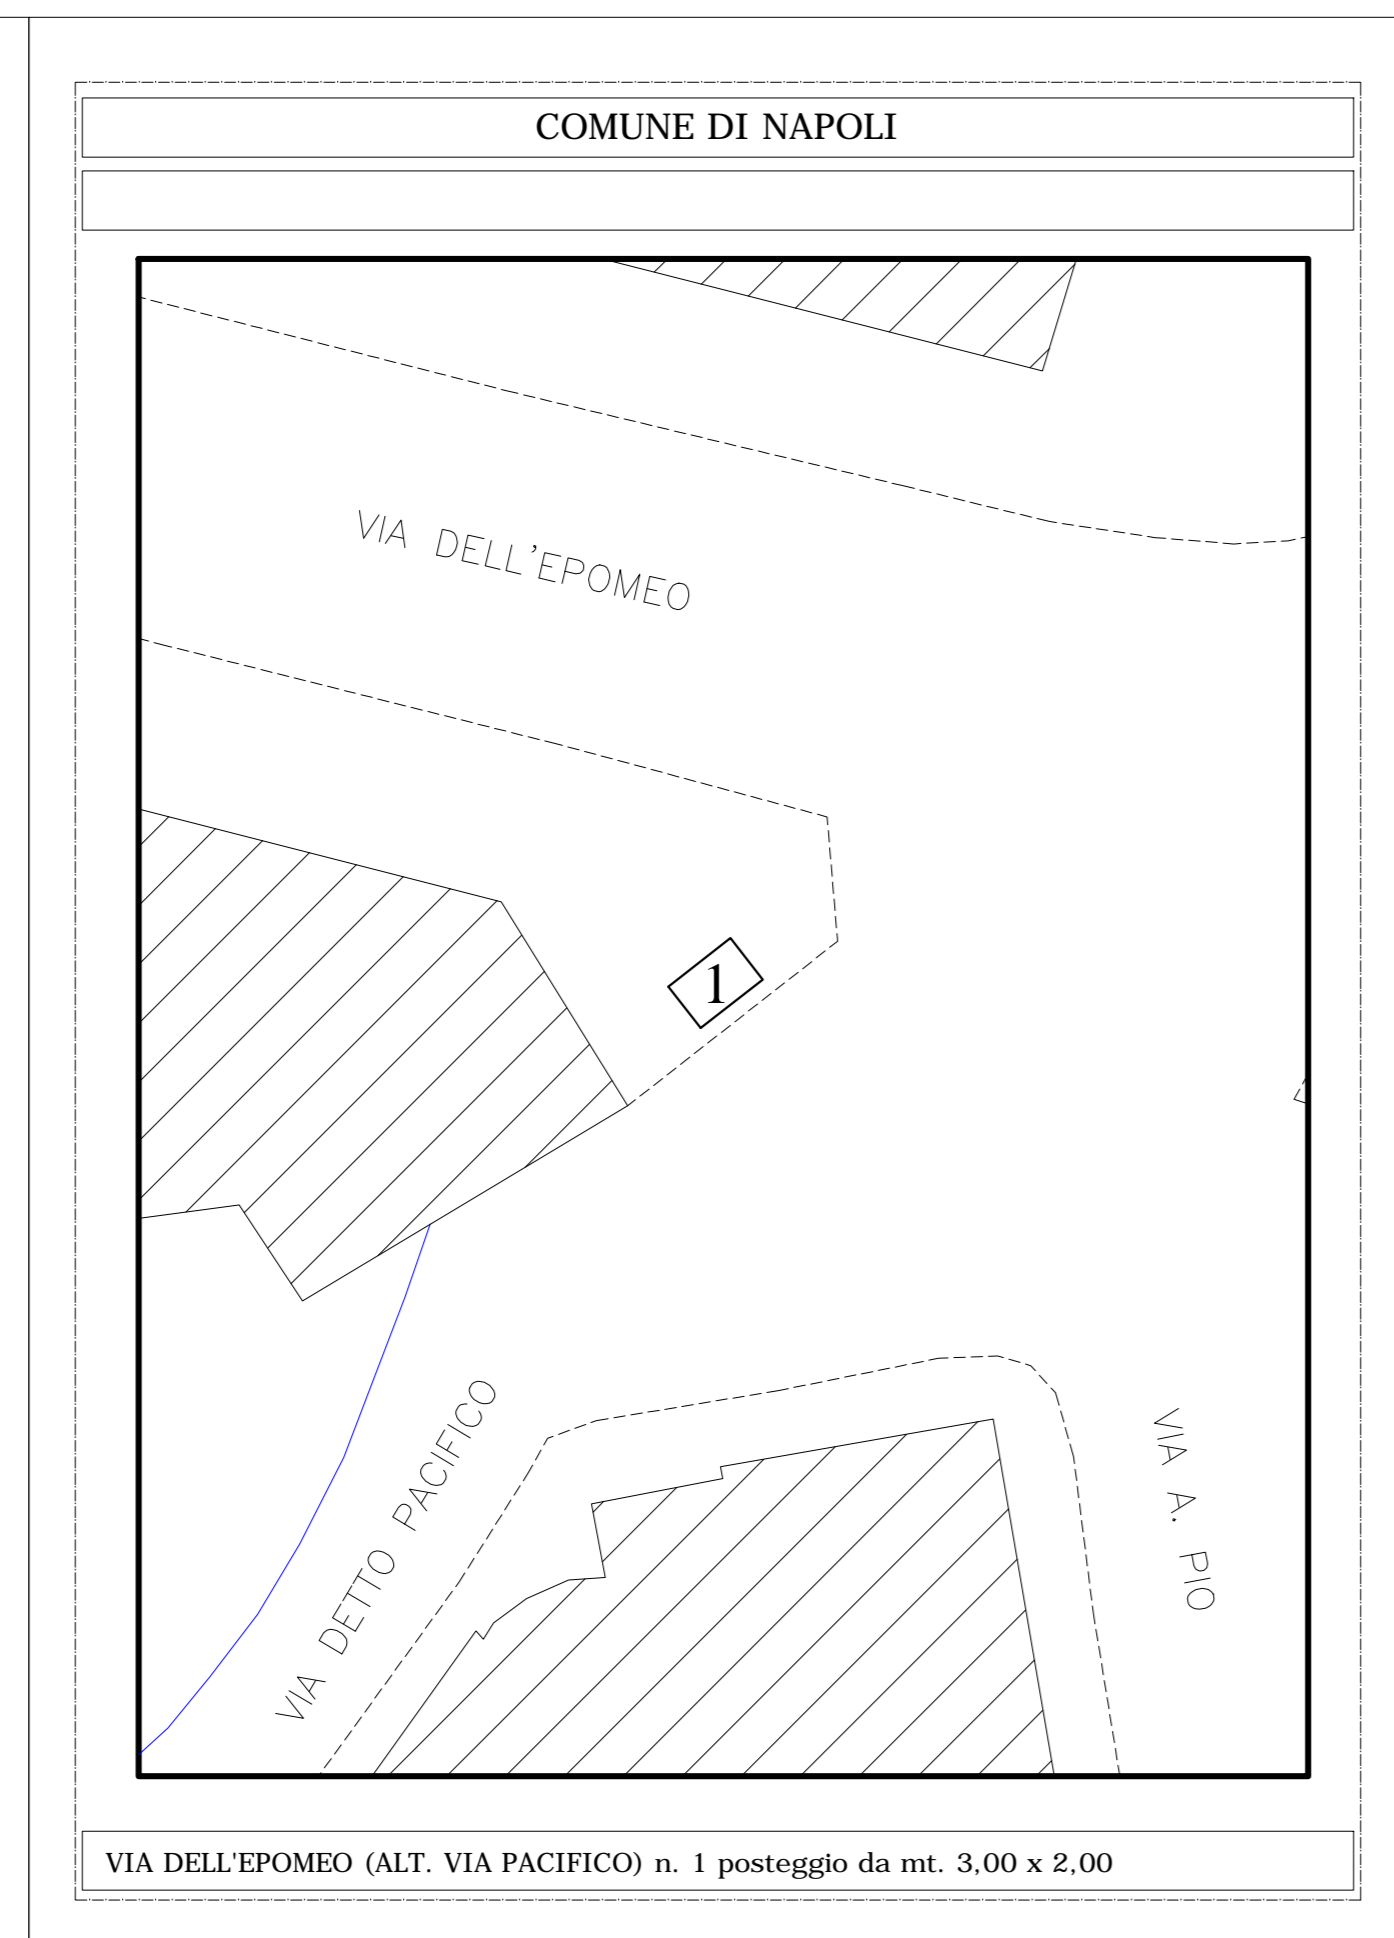 COMUNE DI NAPOLI
VIA DELL'EPOMEO
1
VIA DETTO PACIFICO
VIA A. PIO
VIA DELL'EPOMEO (ALT. VIA PACIFICO) n. 1 posteggio da mt. 3,00 x 2,00